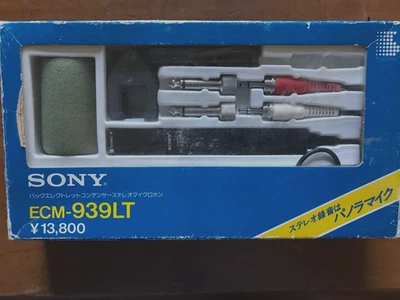 SONY
バックエレクトレットコンデンサーステレオマイクロホン
ECM-939LT
¥13,800
ステレオ録音は
パノラマイク